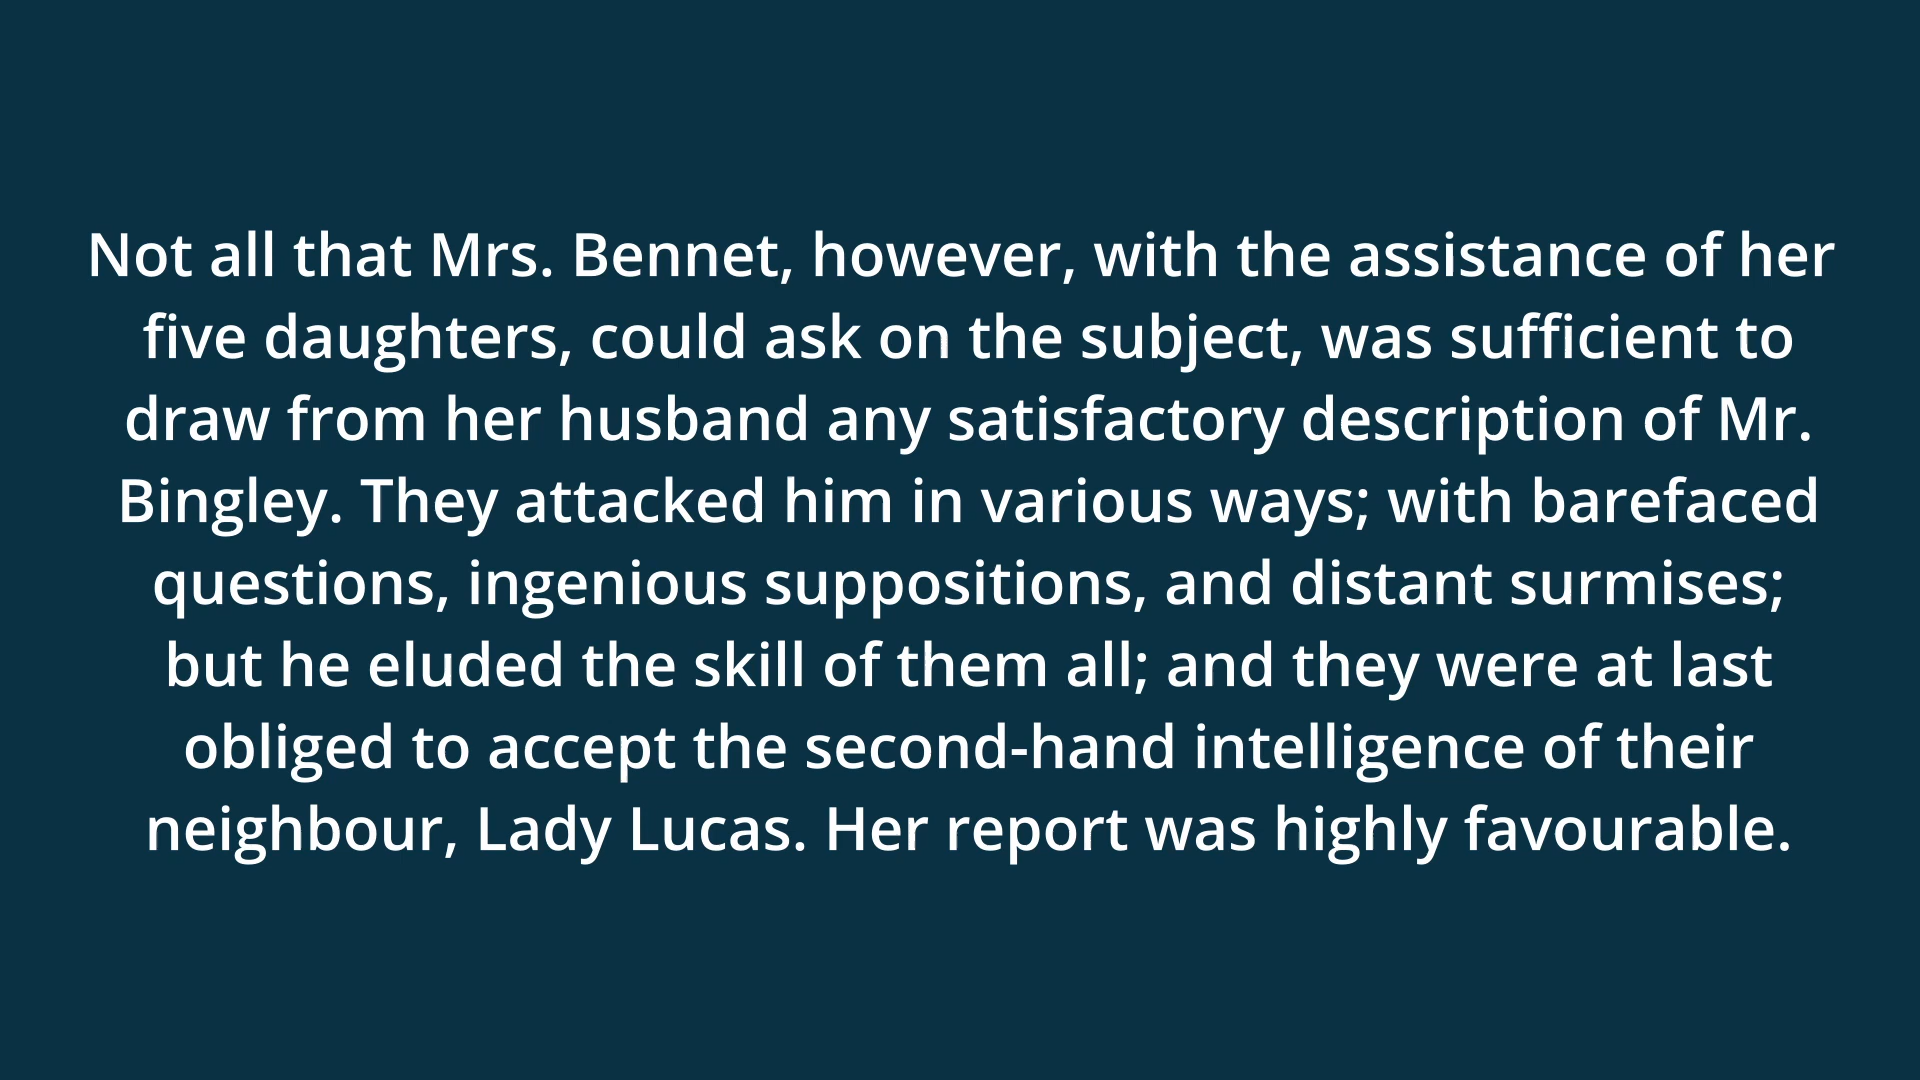 Not all that Mrs. Bennet, however, with the assistance of her
five daughters, could ask on the subject, was sufficient to
draw from her husband any satisfactory description of Mr.
Bingley. They attacked him in various ways; with barefaced
questions, ingenious suppositions, and distant surmises;
but he eluded the skill of them all; and they were at last
obliged to accept the second-hand intelligence of their
neighbour, Lady Lucas. Her report was highly favourable.